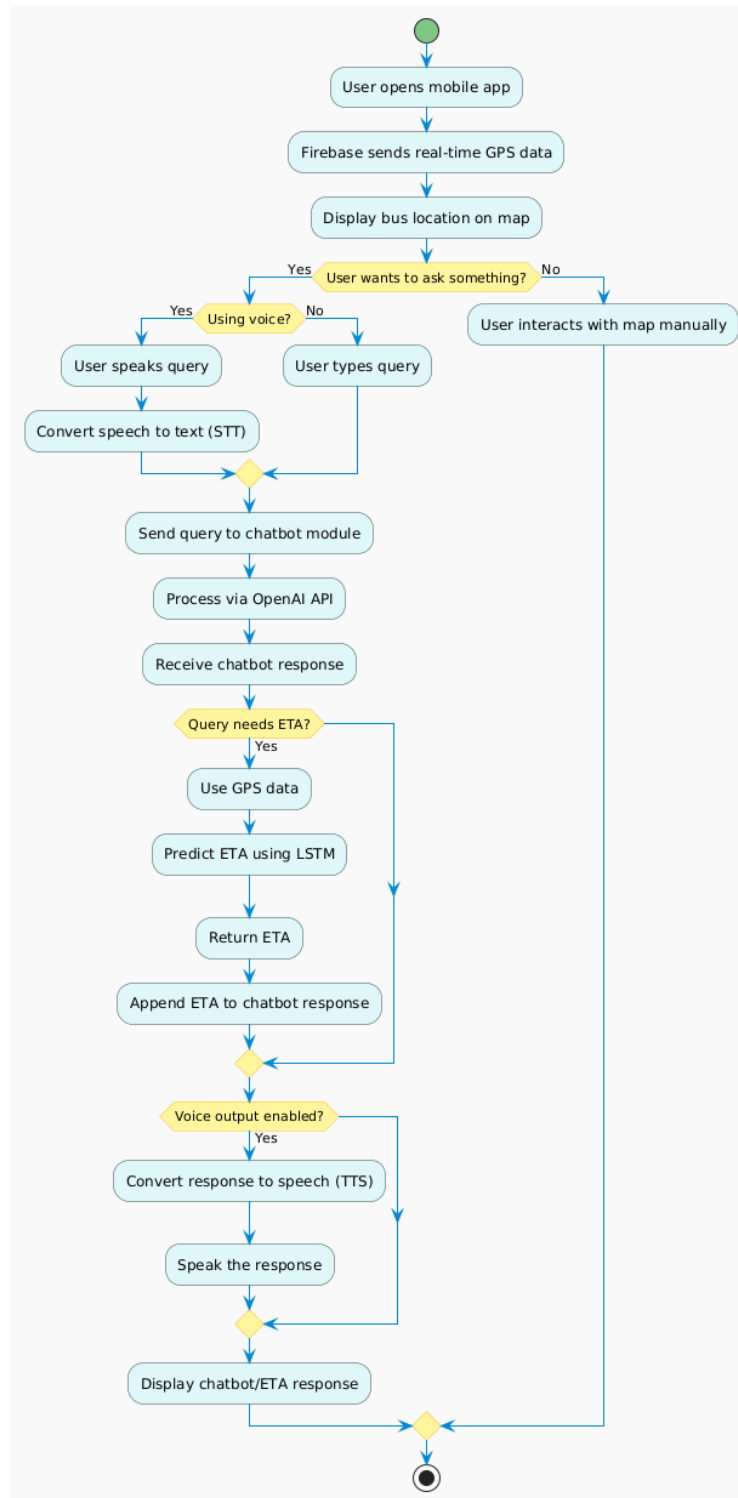 User opens mobile app
Firebase sends real-time GPS data
Display bus location on map
Yes
User wants to ask something?
No
Yes
Using voice?
No
User interacts with map manually
User speaks query
User types query
Convert speech to text (STT)
Send query to chatbot module
Process via OpenAI API
Receive chatbot response
Query needs ETA?
Yes
Use GPS data
Predict ETA using LSTM
Return ETA
Append ETA to chatbot response
Voice output enabled?
Yes
Convert response to speech (TTS)
Speak the response
Display chatbot/ETA response